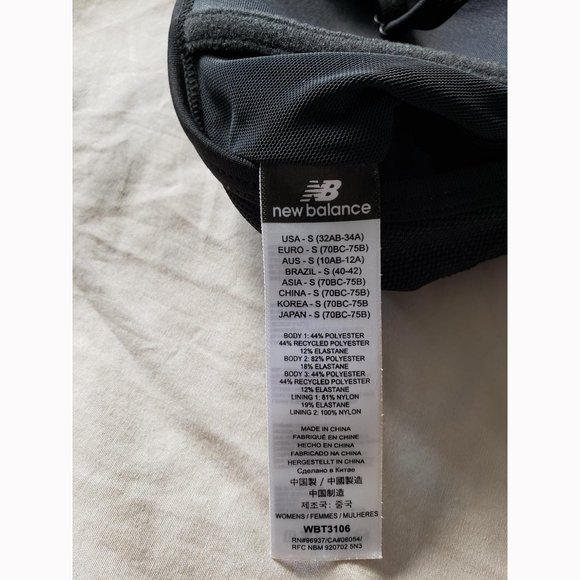 NB
new balance
USA - S (32AB-34A)
EURO - S (70BC-75B)
AUS - S (10AB-12A)
BRAZIL - S (40-42)
ASIA - S (70BC-75B)
CHINA - S (70BC-75B)
KOREA - S (70BC-75B
JAPAN - S (70BC-75B)
BODY 1: 44% POLYESTER
44% RECYCLED POLYESTER
12% ELASTANE
BODY 2: 82% POLYESTER
18% ELASTANE
BODY 3: 44% POLYESTER
44% RECYCLED POLYESTER
12% ELASTANE
LINING 1: 81% NYLON
19% ELASTANE
LINING 2: 100% NYLON
MADE IN CHINA
FABRIQUÉ EN CHINE
HECHO EN CHINA
FABRICADO NA CHINA
HERGESTELLT IN CHINA
Сделано в Китае
中国製 / 中國製造
中国制造
제조국: 중국
WOMENS / FEMMES / MULHERES
WBT3106
RN#96937/CA#06054/
RFC NBM 920702 5N3